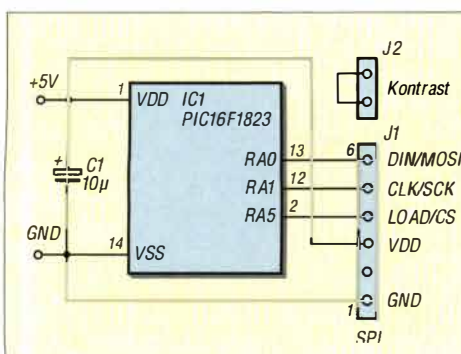 J2
Kontrast
+5V
1
VDD
IC1
PIC16F1823
J1
RA0
13
6
DIN/MOSI
+
C1
10µ
RA1
12
CLK/SCK
RA5
2
LOAD/CS
VDD
GND
14
VSS
1
GND
SPI